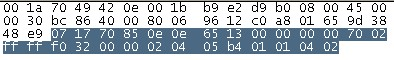 00 1a 70 49 42 0e 00 1b b9 e2 d9 b0 08 00 45 00
00 30 bc 86 40 00 80 06 96 12 c0 a8 01 65 9d 38
48 e9 07 17 70 85 0e 0e 65 13 00 00 00 00 70 02
ff ff f0 32 00 00 02 04 05 b4 01 01 04 02